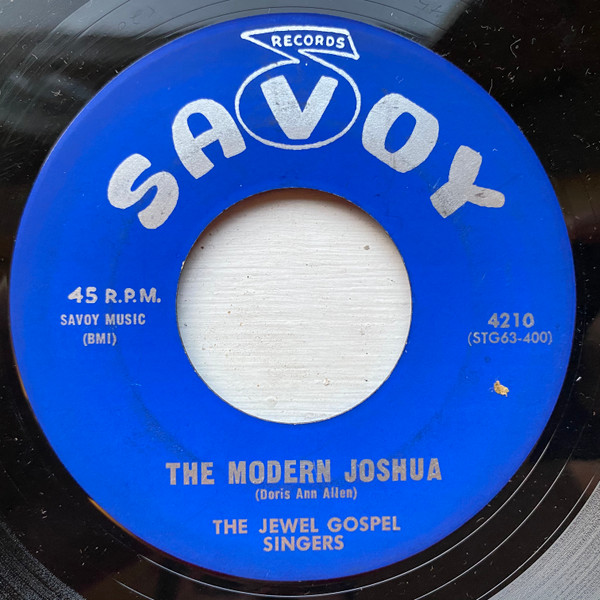 RECORDS
SAVOY
45 R.P.M.
SAVOY MUSIC
(BMI)
4210
(STG63-400)
THE MODERN JOSHUA
(Doris Ann Allen)
THE JEWEL GOSPEL
SINGERS